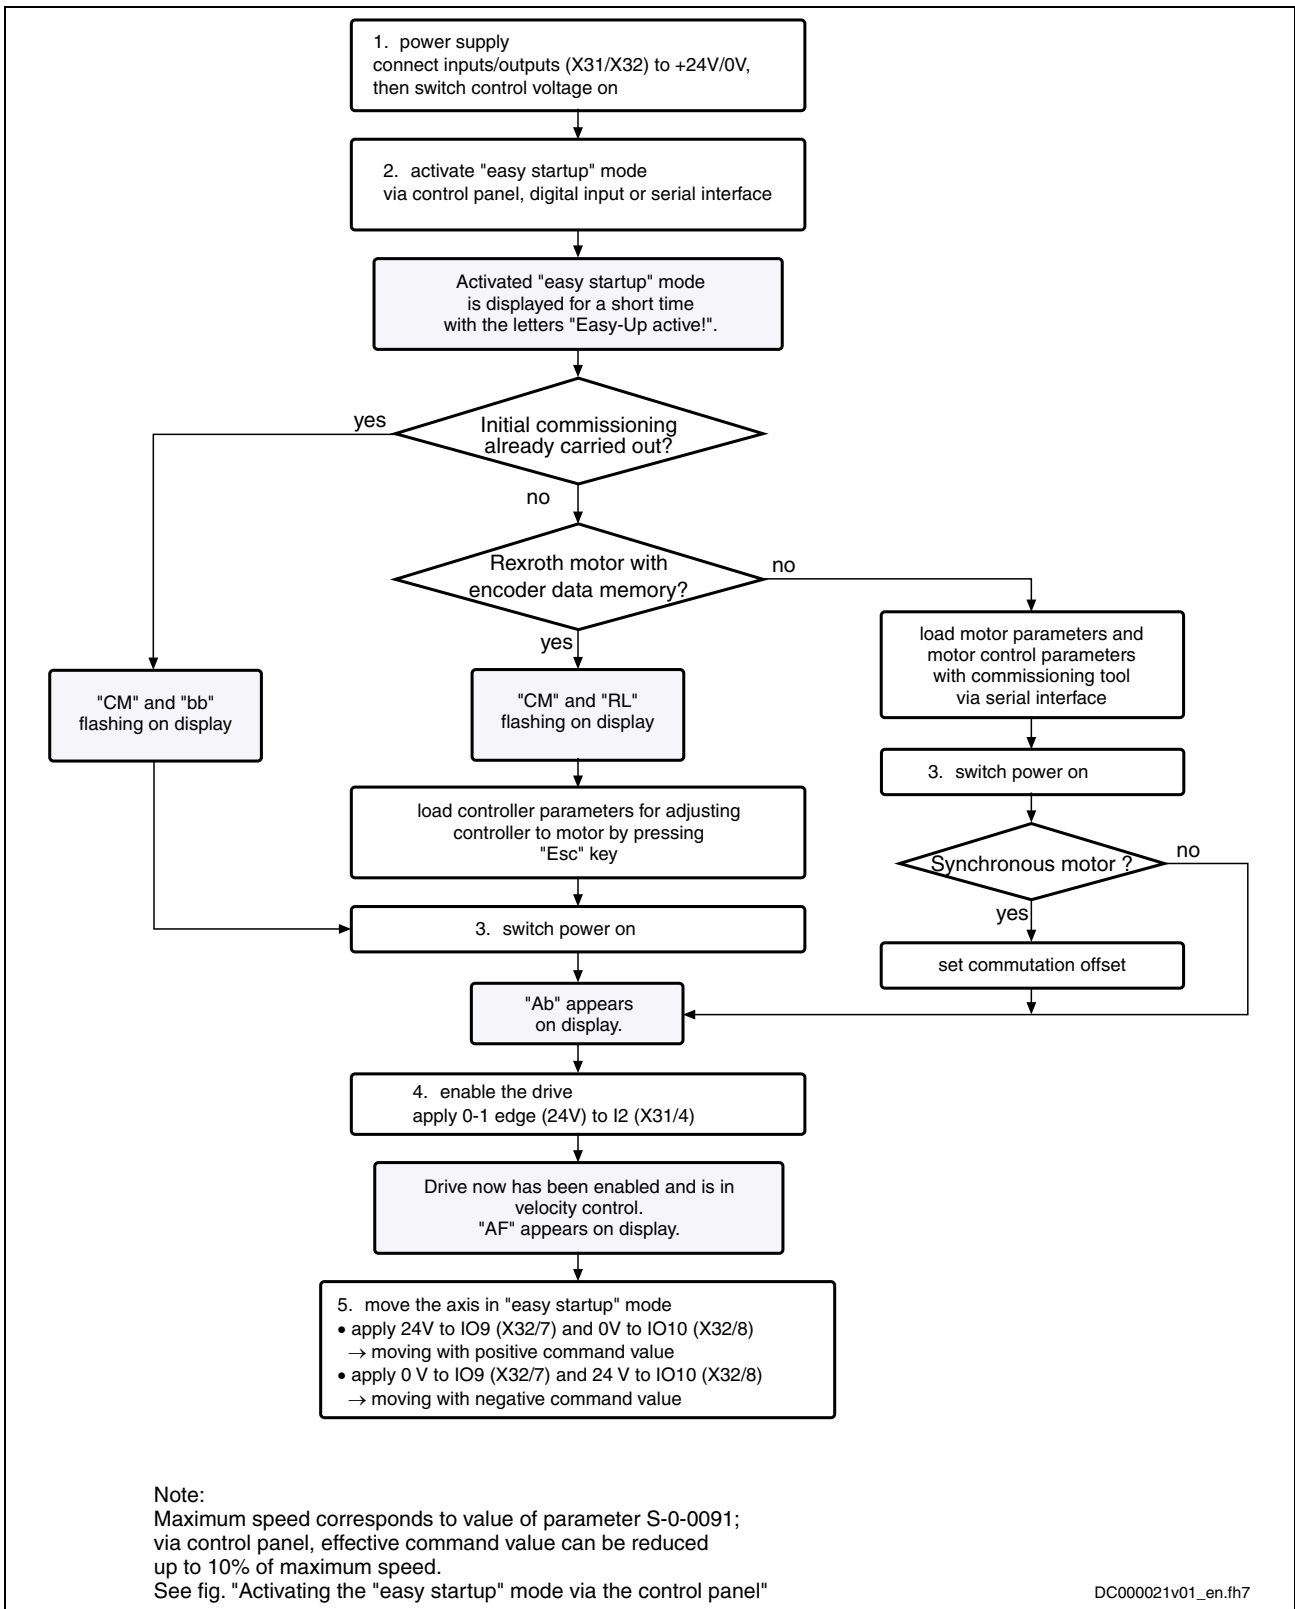 1. power supply
connect inputs/outputs (X31/X32) to +24V/0V,
then switch control voltage on
2. activate "easy startup" mode
via control panel, digital input or serial interface
Activated "easy startup" mode
is displayed for a short time
with the letters "Easy-Up active!".
yes
Initial commissioning
already carried out?
no
Rexroth motor with
encoder data memory?
no
yes
load motor parameters and
motor control parameters
with commissioning tool
via serial interface
"CM" and "bb"
flashing on display
"CM" and "RL"
flashing on display
3. switch power on
load controller parameters for adjusting
controller to motor by pressing
"Esc" key
Synchronous motor ?
no
yes
3. switch power on
set commutation offset
"Ab" appears
on display.
4. enable the drive
apply 0-1 edge (24V) to I2 (X31/4)
Drive now has been enabled and is in
velocity control.
"AF" appears on display.
5. move the axis in "easy startup" mode
• apply 24V to IO9 (X32/7) and 0V to IO10 (X32/8)
→ moving with positive command value
• apply 0 V to IO9 (X32/7) and 24 V to IO10 (X32/8)
→ moving with negative command value
Note:
Maximum speed corresponds to value of parameter S-0-0091;
via control panel, effective command value can be reduced
up to 10% of maximum speed.
See fig. "Activating the "easy startup" mode via the control panel"
DC000021v01_en.fh7